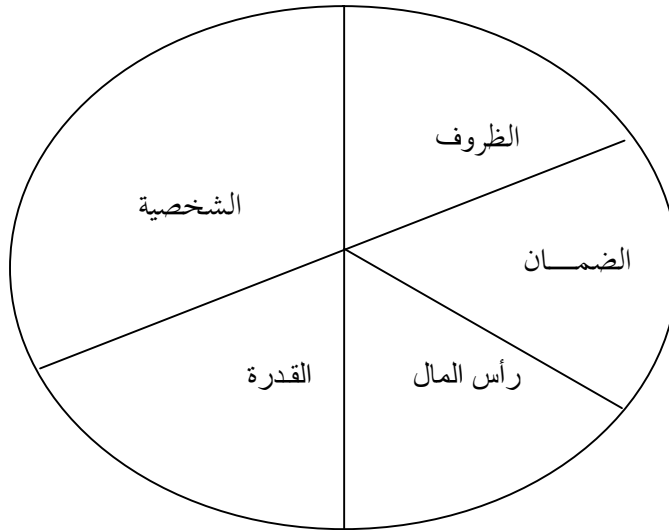 الظروف
الشخصية
الضمـــان
رأس المال
القدرة